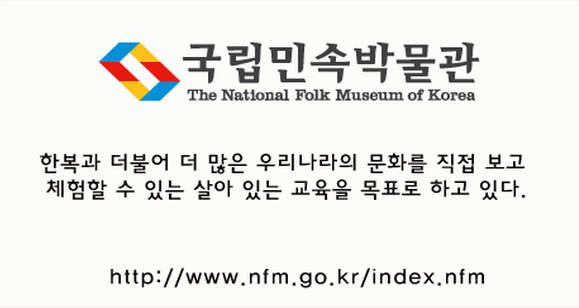 국립민속박물관
The National Folk Museum of Korea
한복과 더불어 더 많은 우리나라의 문화를 직접 보고
체험할 수 있는 살아 있는 교육을 목표로 하고 있다.
http://www.nfm.go.kr/index.nfm